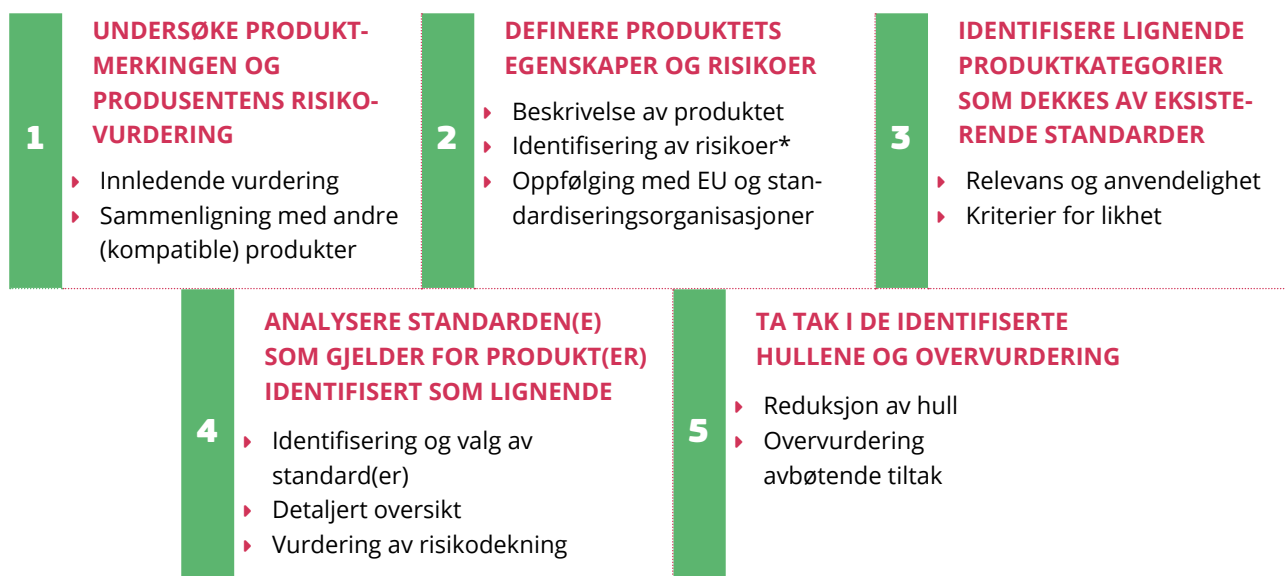 1
UNDERSØKE PRODUKT-
MERKINGEN OG
PRODUSENTENS RISIKO-
VURDERING
Innledende vurdering
Sammenligning med andre
(kompatible) produkter
2
DEFINERE PRODUKTETS
EGENSKAPER OG RISIKOER
Beskrivelse av produktet
Identifisering av risikoer*
Oppfølging med EU og stan-
dardiseringsorganisasjoner
3
IDENTIFISERE LIGNENDE
PRODUKTKATEGORIER
SOM DEKKES AV EKSISTE-
RENDE STANDARDER
Relevans og anvendelighet
Kriterier for likhet
4
ANALYSERE STANDARDEN(E)
SOM GJELDER FOR PRODUKT(ER)
IDENTIFISERT SOM LIGNENDE
Identifisering og valg av
standard(er)
Detaljert oversikt
Vurdering av risikodekning
5
TA TAK I DE IDENTIFISERTE
HULLENE OG OVERVURDERING
Reduksjon av hull
Overvurdering
avbøtende tiltak